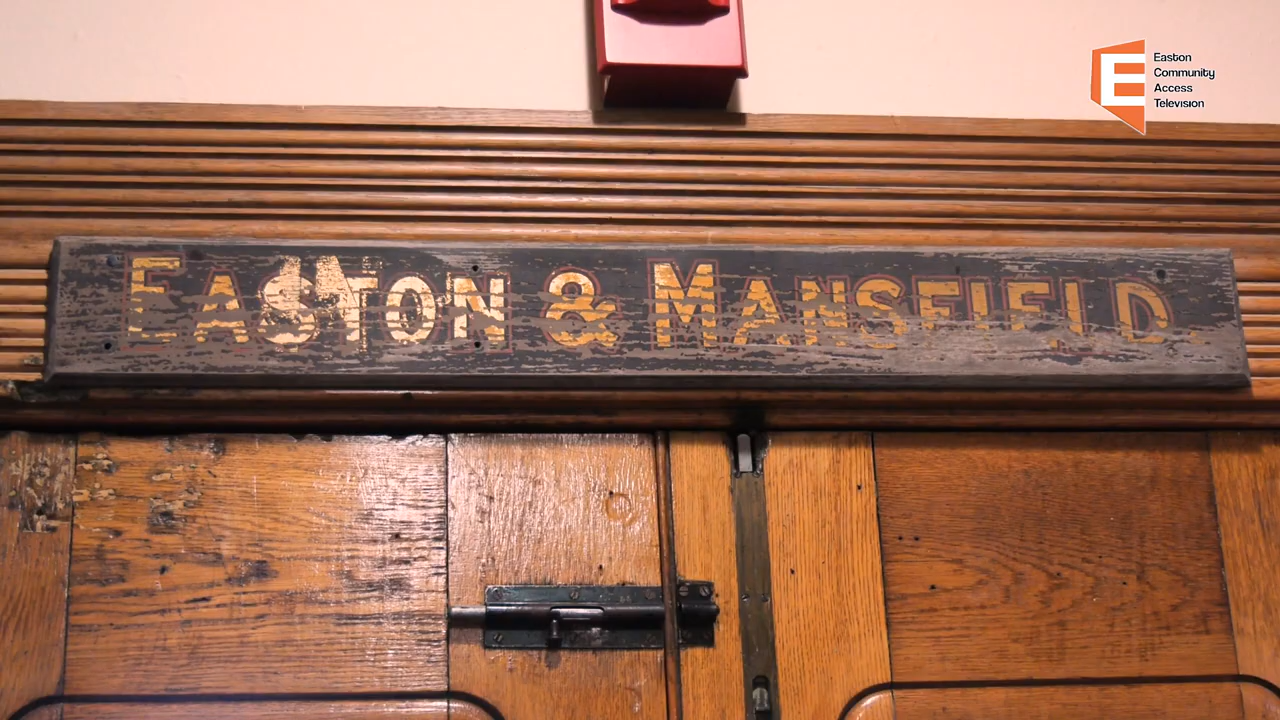 Easton
Community
Access
Television
EASTON & MANSFIELD.